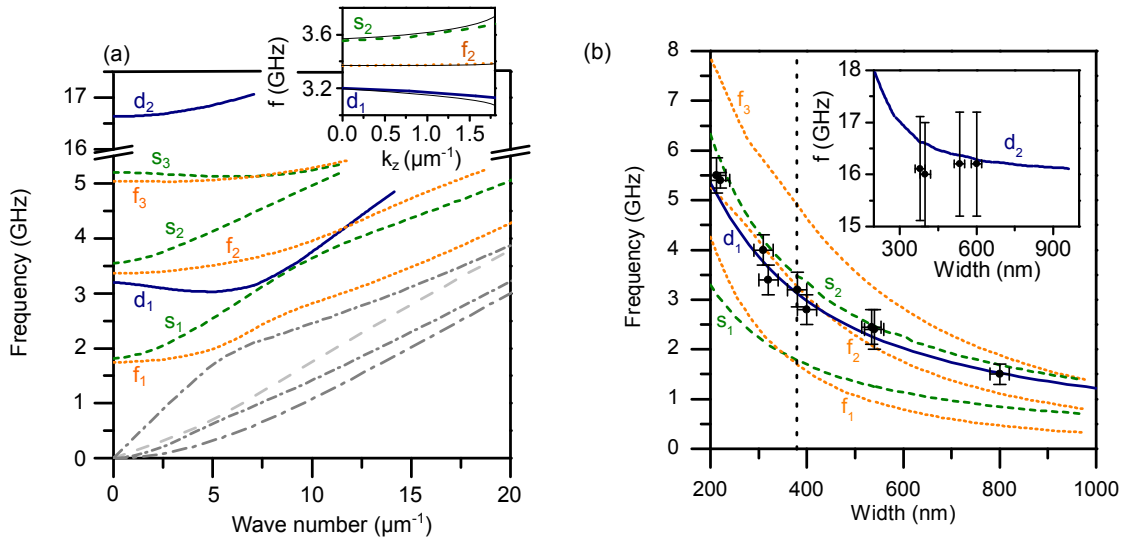 (a)
Frequency (GHz)
17
16
5
4
3
2
1
0
0
5
10
15
20
Wave number (µm⁻¹)
d₂
s₃
f₃
s₂
f₂
d₁
s₁
f₁
f (GHz)
3.6
3.2
0.0
0.5
1.0
1.5
k_z (µm⁻¹)
s₂
f₂
d₁
(b)
Frequency (GHz)
8
7
6
5
4
3
2
1
0
200
400
600
800
1000
Width (nm)
f₃
d₁
s₂
s₁
f₂
f₁
f (GHz)
18
17
16
15
300
600
900
Width (nm)
d₂